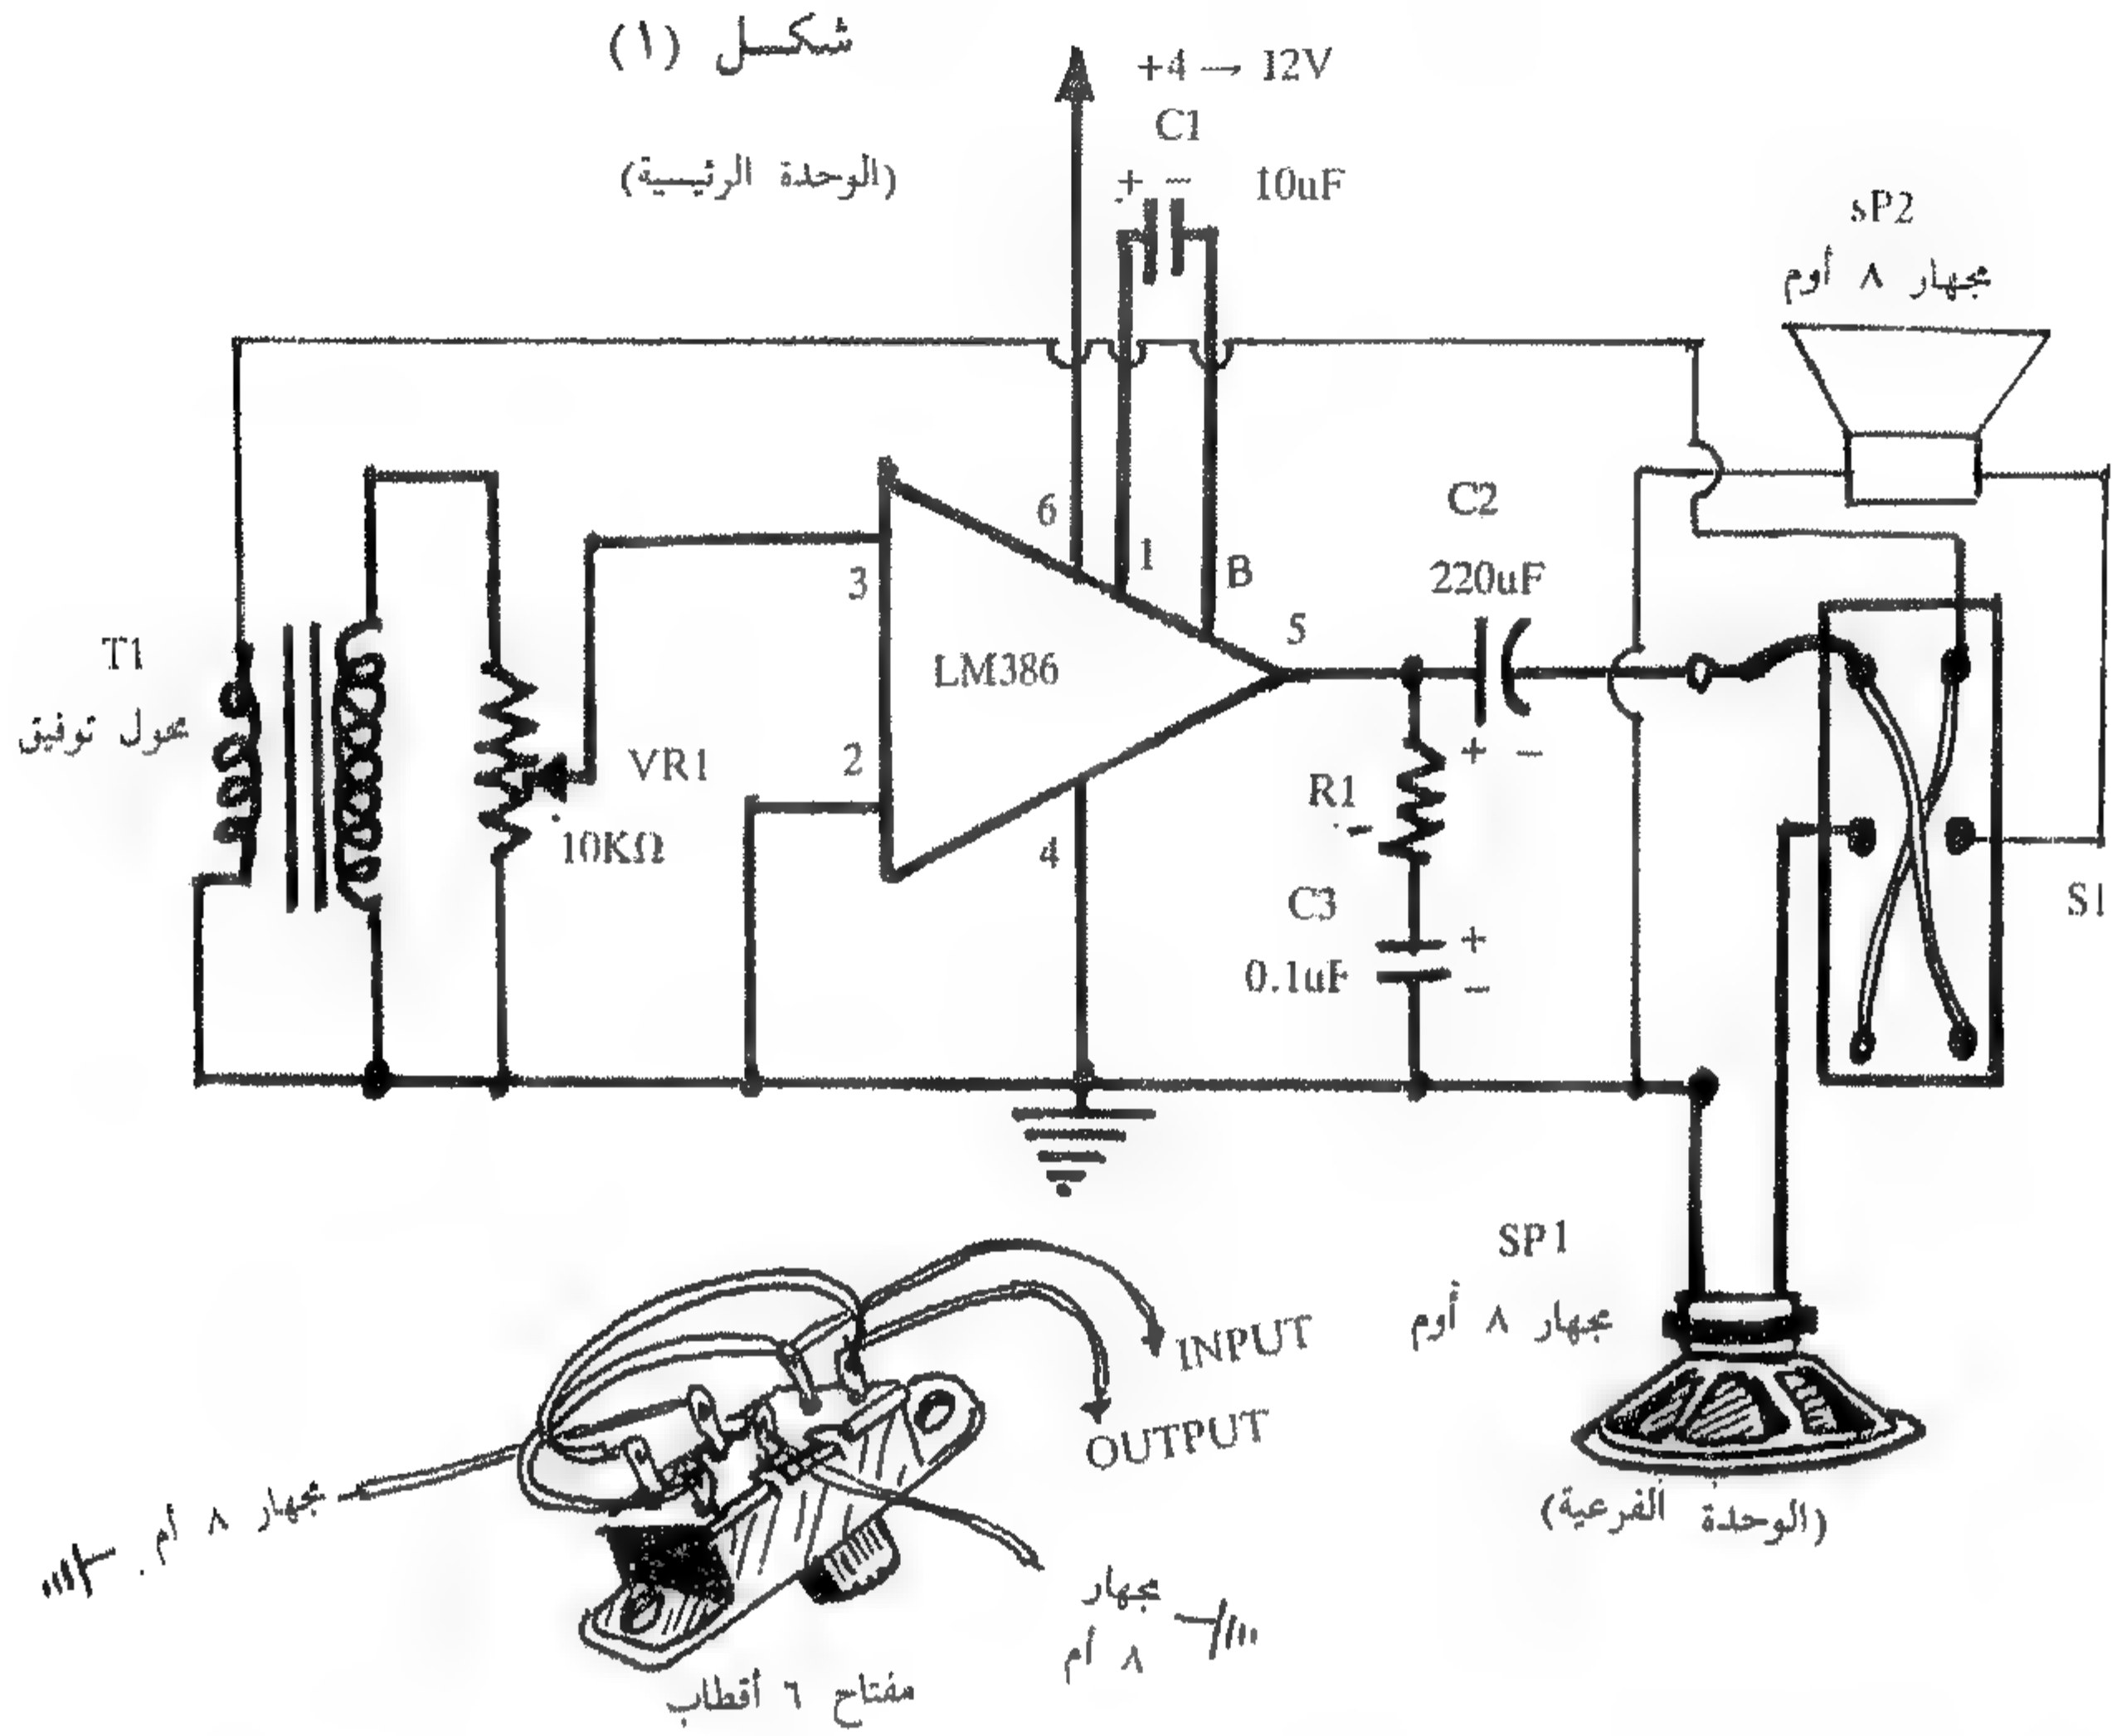 شكل (١)
+4 → 12V
C1
(الوحدة الرئيسية)
+ −
10uF
sP2
مجهار ٨ أوم
6
1
B
C2
220uF
3
5
T1
محول توفيق
LM386
2
VR1
10KΩ
+ −
R1
4
C3
0.1uF
+
−
S1
SP1
مجهار ٨ أوم
(الوحدة الفرعية)
INPUT
OUTPUT
مجهار ٨ أم
مجهار
٨ أم
مفتاح ٦ أقطاب